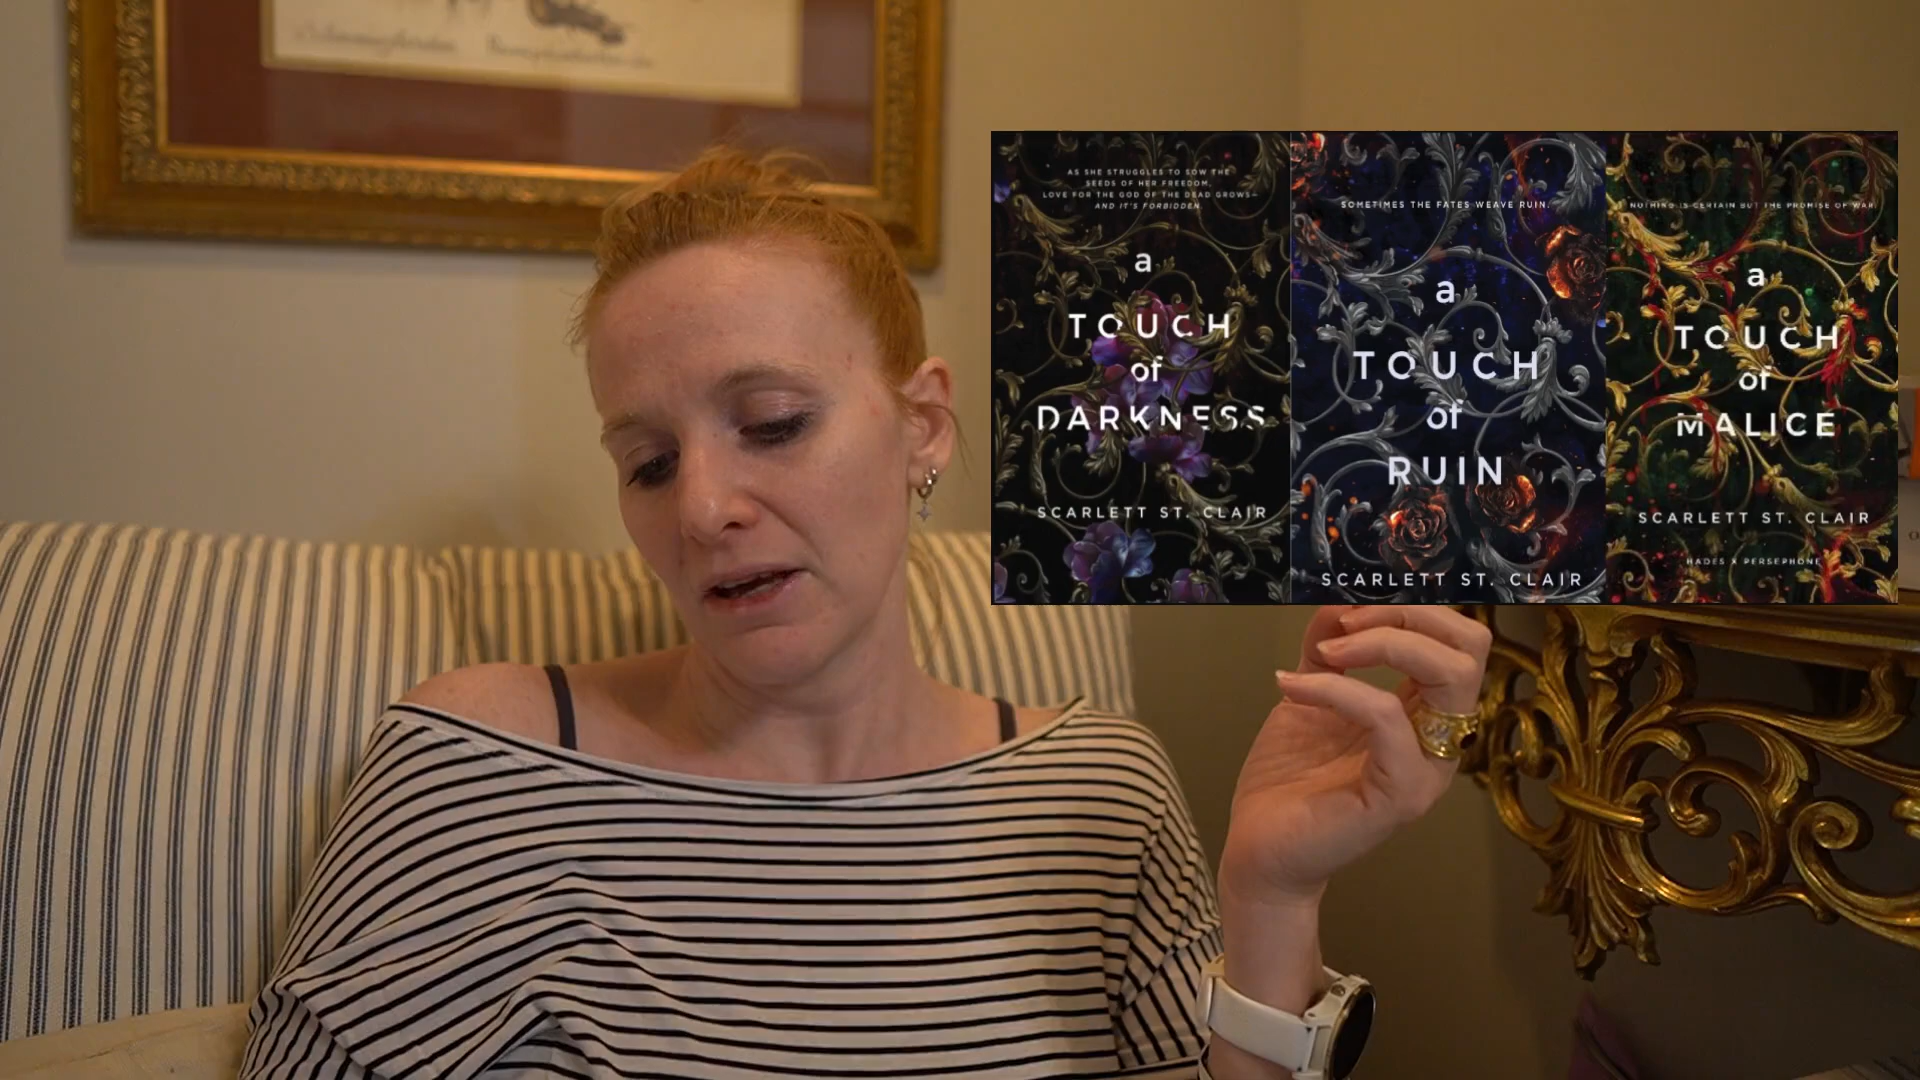 AS SHE STRUGGLES TO SOW THE
SEEDS OF HER FREEDOM,
LOVE FOR THE GOD OF THE DEAD GROWS—
AND IT'S FORBIDDEN.
a
TOUCH
of
DARKNESS
SCARLETT ST. CLAIR
SOMETIMES THE FATES WEAVE RUIN.
a
TOUCH
of
RUIN
SCARLETT ST. CLAIR
NOTHING IS CERTAIN BUT THE PROMISE OF WAR.
a
TOUCH
of
MALICE
SCARLETT ST. CLAIR
HADES X PERSEPHONE